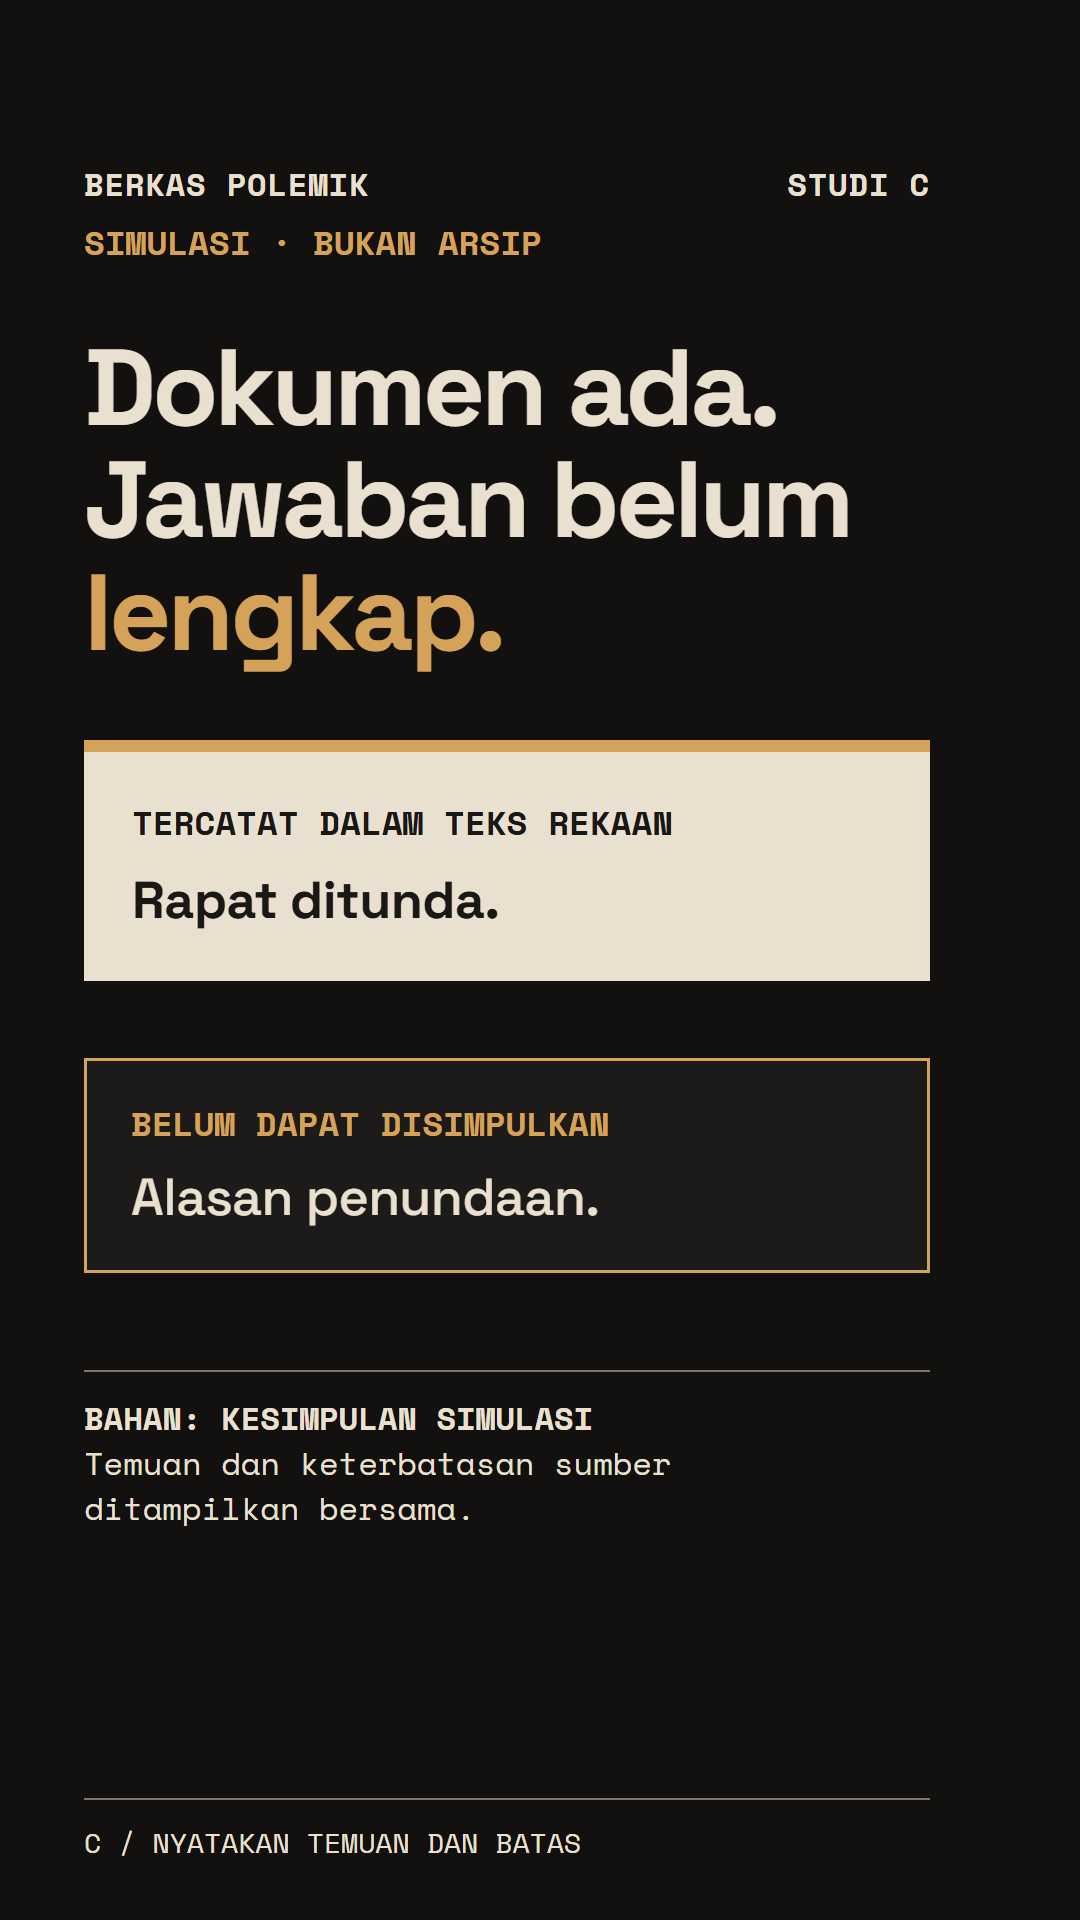 BERKAS POLEMIK
STUDI C
SIMULASI · BUKAN ARSIP
Dokumen ada.
Jawaban belum
lengkap.
TERCATAT DALAM TEKS REKAAN
Rapat ditunda.
BELUM DAPAT DISIMPULKAN
Alasan penundaan.
BAHAN: KESIMPULAN SIMULASI
Temuan dan keterbatasan sumber
ditampilkan bersama.
C / NYATAKAN TEMUAN DAN BATAS